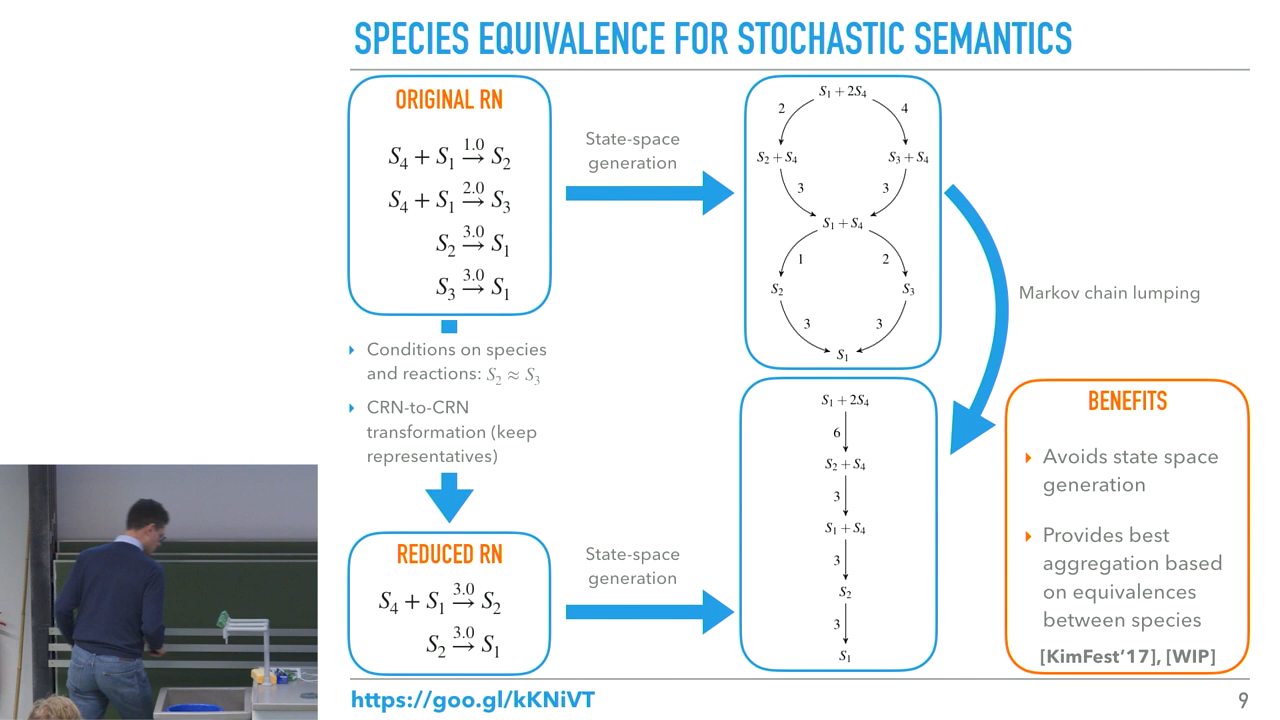 SPECIES EQUIVALENCE FOR STOCHASTIC SEMANTICS
ORIGINAL RN
S₄ + S₁ →1.0 S₂
S₄ + S₁ →2.0 S₃
S₂ →3.0 S₁
S₃ →3.0 S₁
State-space
generation
S₁ + 2S₄
2
4
S₂ + S₄
S₃ + S₄
3
3
S₁ + S₄
1
2
S₂
S₃
3
3
S₁
Markov chain lumping
Conditions on species
and reactions: S₂ ≈ S₃
CRN-to-CRN
transformation (keep
representatives)
REDUCED RN
S₄ + S₁ →3.0 S₂
S₂ →3.0 S₁
State-space
generation
S₁ + 2S₄
6
S₂ + S₄
3
S₁ + S₄
3
S₂
3
S₁
BENEFITS
Avoids state space
generation
Provides best
aggregation based
on equivalences
between species
[KimFest’17], [WIP]
https://goo.gl/kKNiVT
9